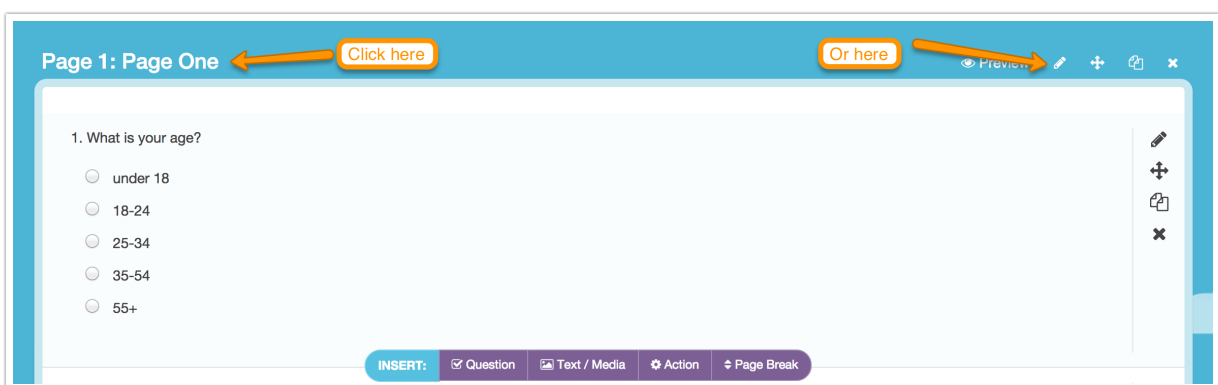 Page 1: Page One
Click here
Or here
Preview
1. What is your age?
under 18
18-24
25-34
35-54
55+
INSERT: Question Text / Media Action Page Break